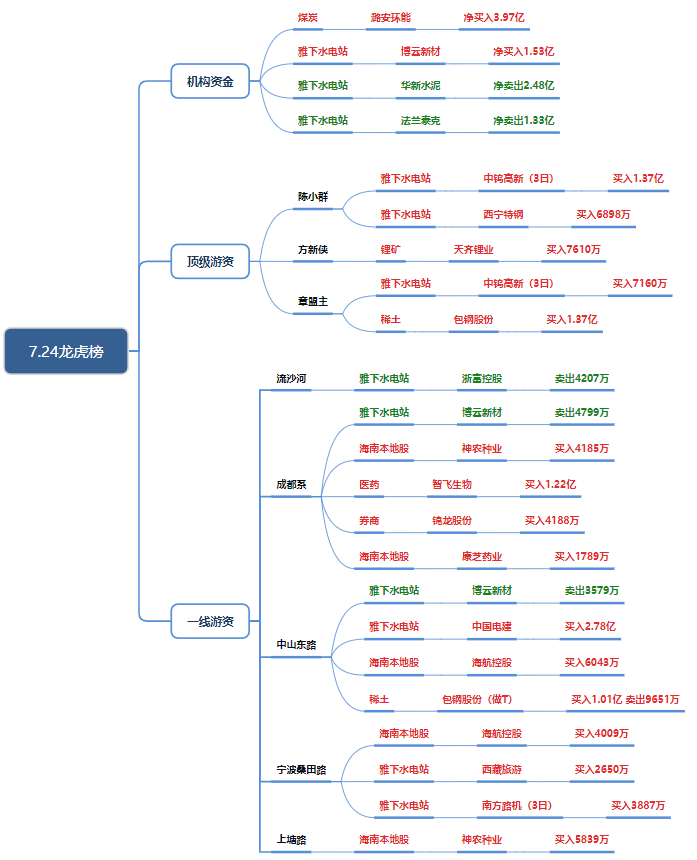 7.24龙虎榜
机构资金
煤炭 潞安环能 净买入3.97亿
雅下水电站 博云新材 净买入1.53亿
雅下水电站 华新水泥 净卖出2.48亿
雅下水电站 法兰泰克 净卖出1.33亿
顶级游资
陈小群
雅下水电站 中钨高新（3日） 买入1.37亿
雅下水电站 西宁特钢 买入6898万
方新侠 锂矿 天齐锂业 买入7610万
章盟主
雅下水电站 中钨高新（3日） 买入7160万
稀土 包钢股份 买入1.37亿
一线游资
流沙河 雅下水电站 浙富控股 卖出4207万
成都系
雅下水电站 博云新材 卖出4799万
海南本地股 神农种业 买入4185万
医药 智飞生物 买入1.22亿
券商 锦龙股份 买入4188万
海南本地股 康芝药业 买入1789万
中山东路
雅下水电站 博云新材 卖出3579万
雅下水电站 中国电建 买入2.78亿
海南本地股 海航控股 买入6043万
稀土 包钢股份（做T） 买入1.01亿 卖出9651万
宁波桑田路
海南本地股 海航控股 买入4009万
雅下水电站 西藏旅游 买入2650万
雅下水电站 南方路机（3日） 买入3887万
上塘路 海南本地股 神农种业 买入5839万